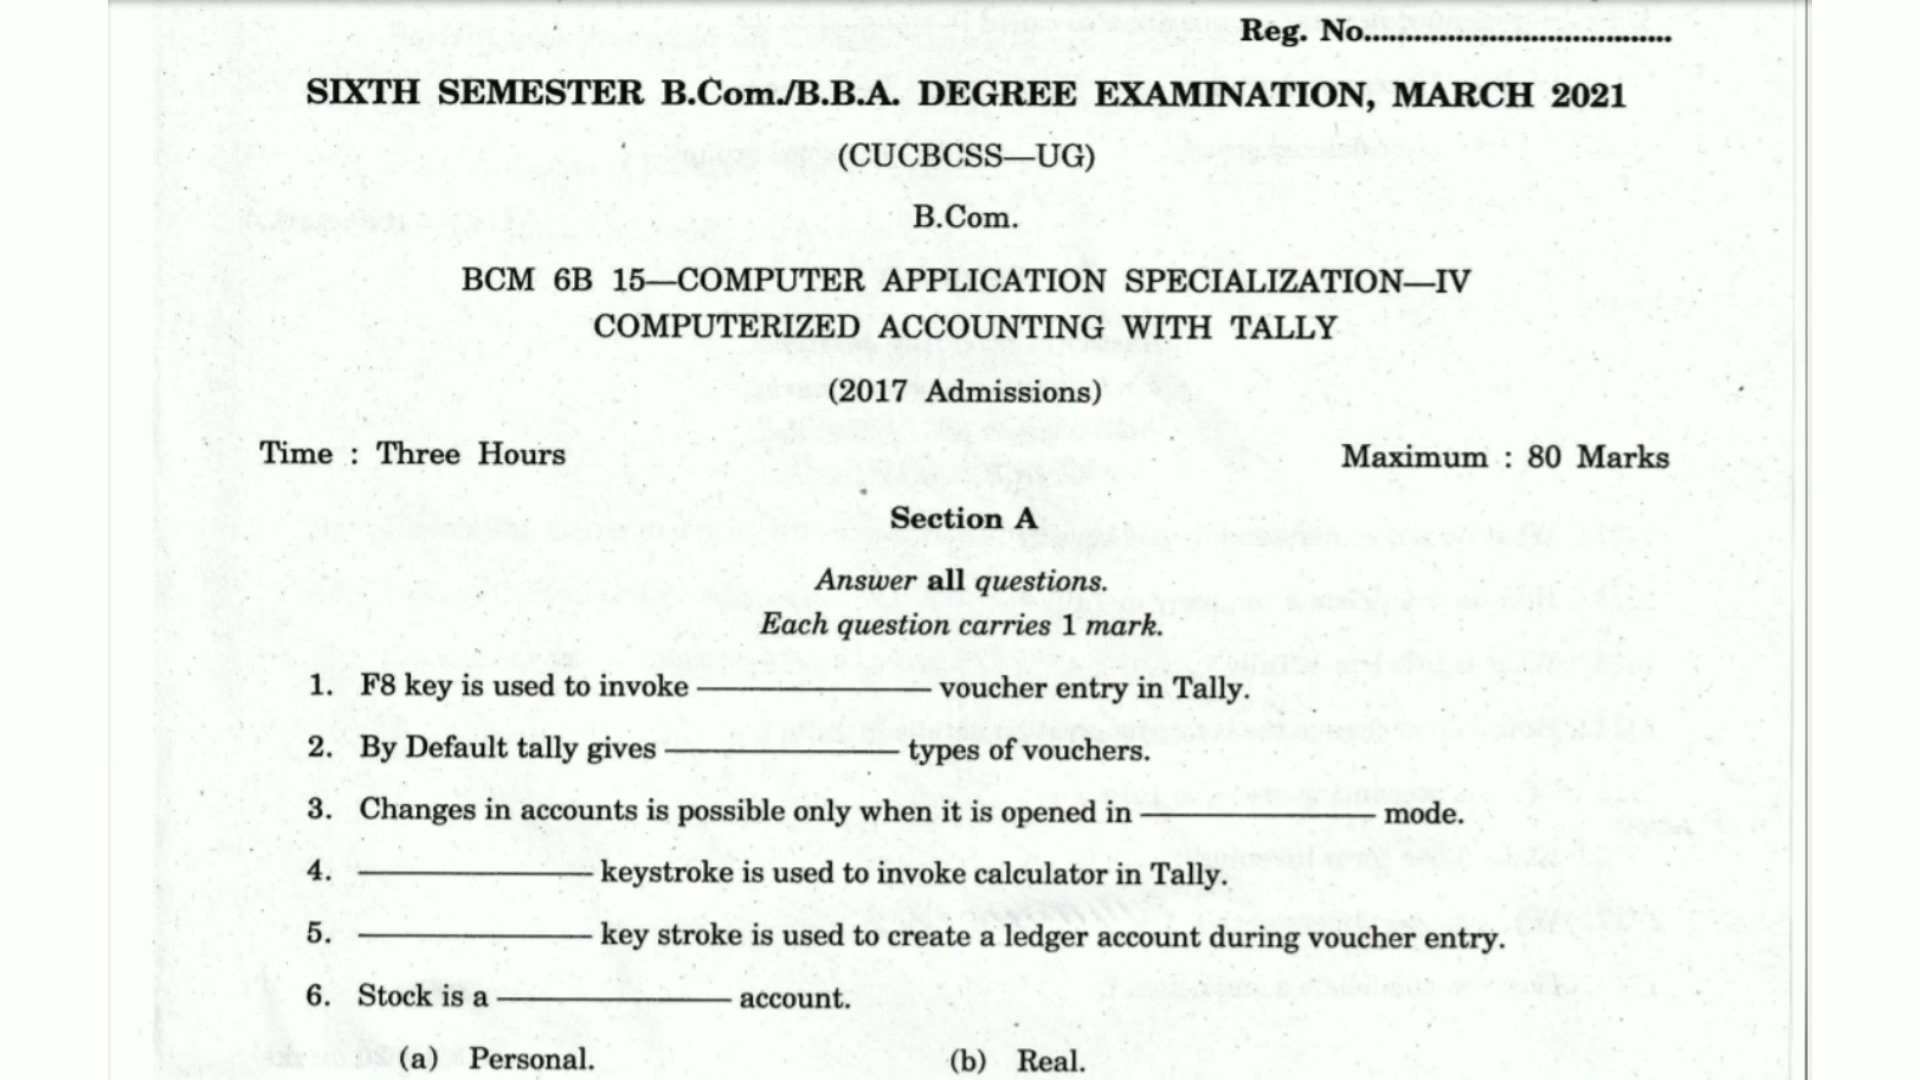 Reg. No......................................
SIXTH SEMESTER B.Com./B.B.A. DEGREE EXAMINATION, MARCH 2021
(CUCBCSS—UG)
B.Com.
BCM 6B 15—COMPUTER APPLICATION SPECIALIZATION—IV
COMPUTERIZED ACCOUNTING WITH TALLY
(2017 Admissions)
Time : Three Hours Maximum : 80 Marks
Section A
Answer all questions.
Each question carries 1 mark.
1. F8 key is used to invoke ———— voucher entry in Tally.
2. By Default tally gives ———— types of vouchers.
3. Changes in accounts is possible only when it is opened in ———— mode.
4. ———— keystroke is used to invoke calculator in Tally.
5. ———— key stroke is used to create a ledger account during voucher entry.
6. Stock is a ———— account.
(a) Personal. (b) Real.